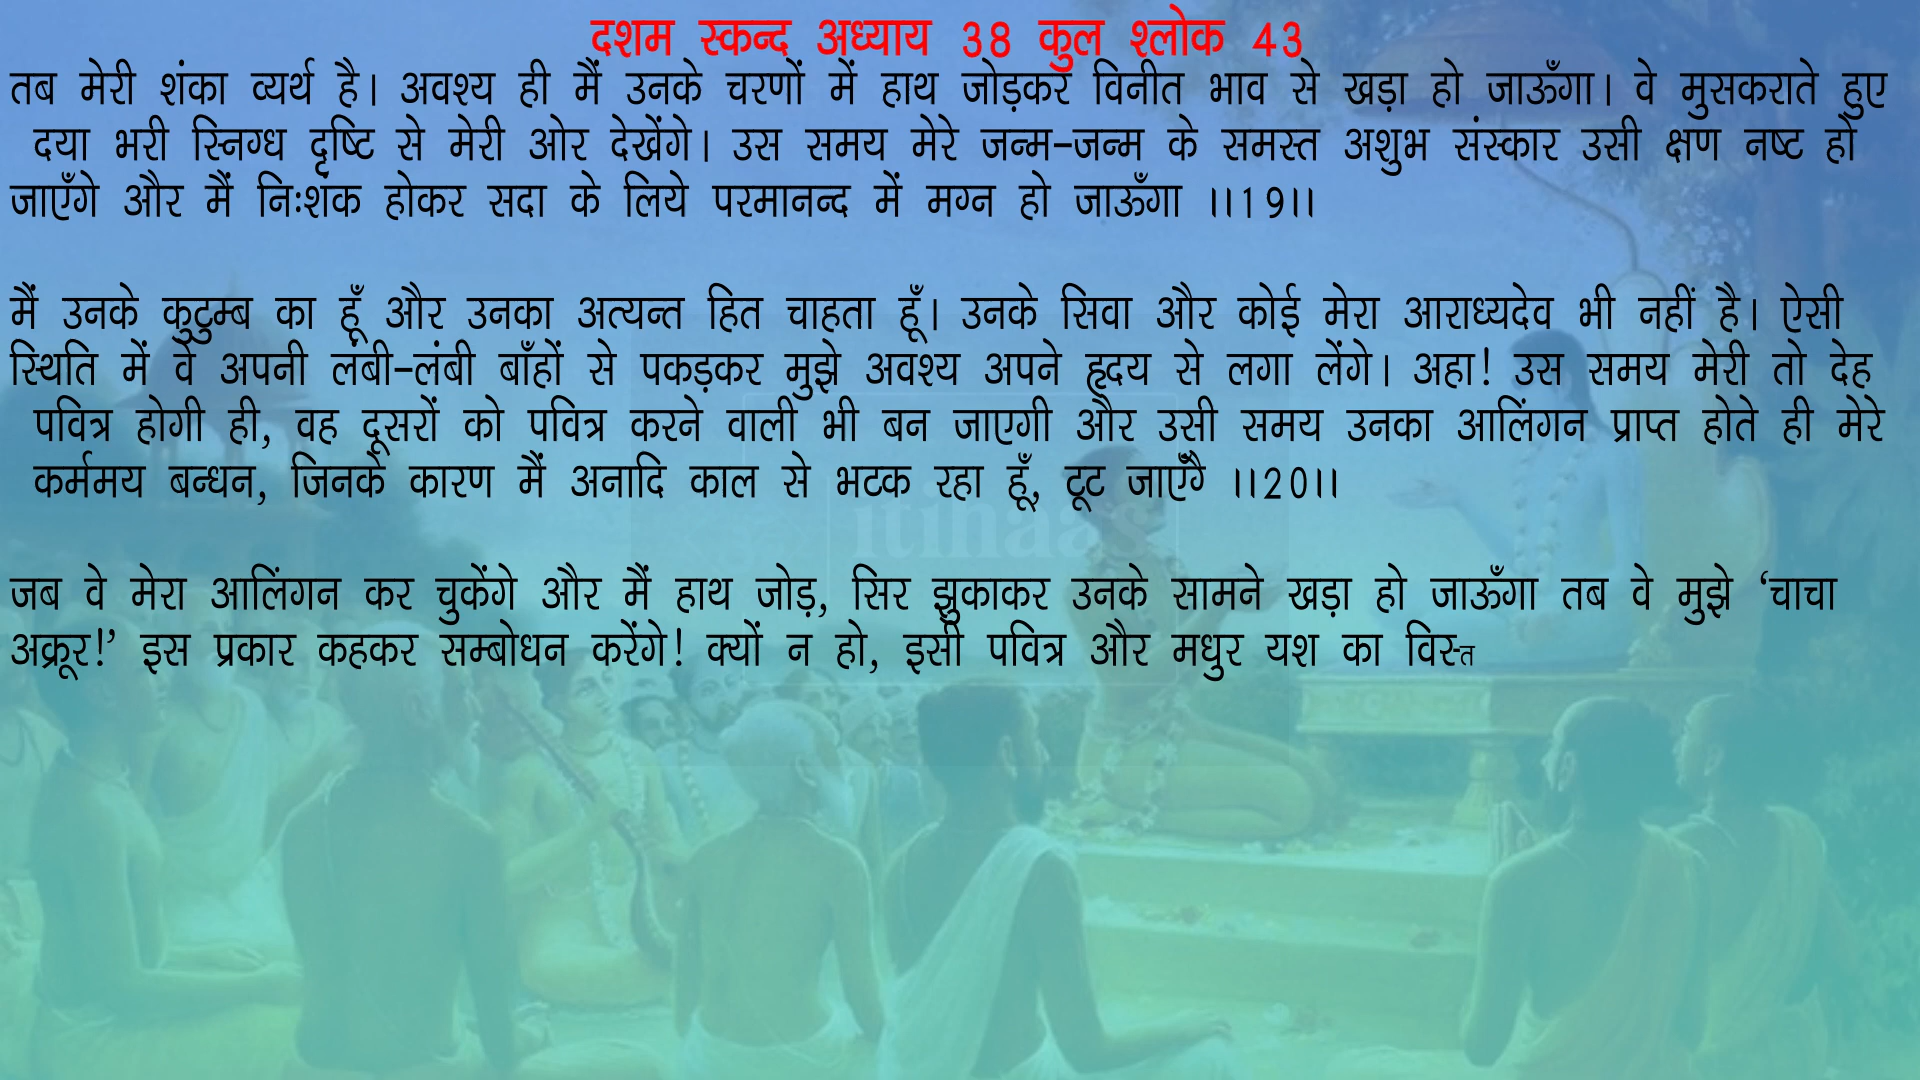 दशम स्कन्द अध्याय 38 कुल श्लोक 43
तब मेरी शंका व्यर्थ है। अवश्य ही मैं उनके चरणों में हाथ जोड़कर विनीत भाव से खड़ा हो जाऊँगा। वे मुसकराते हुए
दया भरी स्निग्ध दृष्टि से मेरी ओर देखेंगे। उस समय मेरे जन्म-जन्म के समस्त अशुभ संस्कार उसी क्षण नष्ट हो
जाएँगे और मैं निःशंक होकर सदा के लिये परमानन्द में मग्न हो जाऊँगा ।।19।।
मैं उनके कुटुम्ब का हूँ और उनका अत्यन्त हित चाहता हूँ। उनके सिवा और कोई मेरा आराध्यदेव भी नहीं है। ऐसी
स्थिति में वे अपनी लंबी-लंबी बाँहों से पकड़कर मुझे अवश्य अपने हृदय से लगा लेंगे। अहा! उस समय मेरी तो देह
पवित्र होगी ही, वह दूसरों को पवित्र करने वाली भी बन जाएगी और उसी समय उनका आलिंगन प्राप्त होते ही मेरे
कर्ममय बन्धन, जिनके कारण मैं अनादि काल से भटक रहा हूँ, टूट जाएँगे ।।20।।
जब वे मेरा आलिंगन कर चुकेंगे और मैं हाथ जोड़, सिर झुकाकर उनके सामने खड़ा हो जाऊँगा तब वे मुझे ‘चाचा
अक्रूर!’ इस प्रकार कहकर सम्बोधन करेंगे! क्यों न हो, इसी पवित्र और मधुर यश का विस्त
itihaas